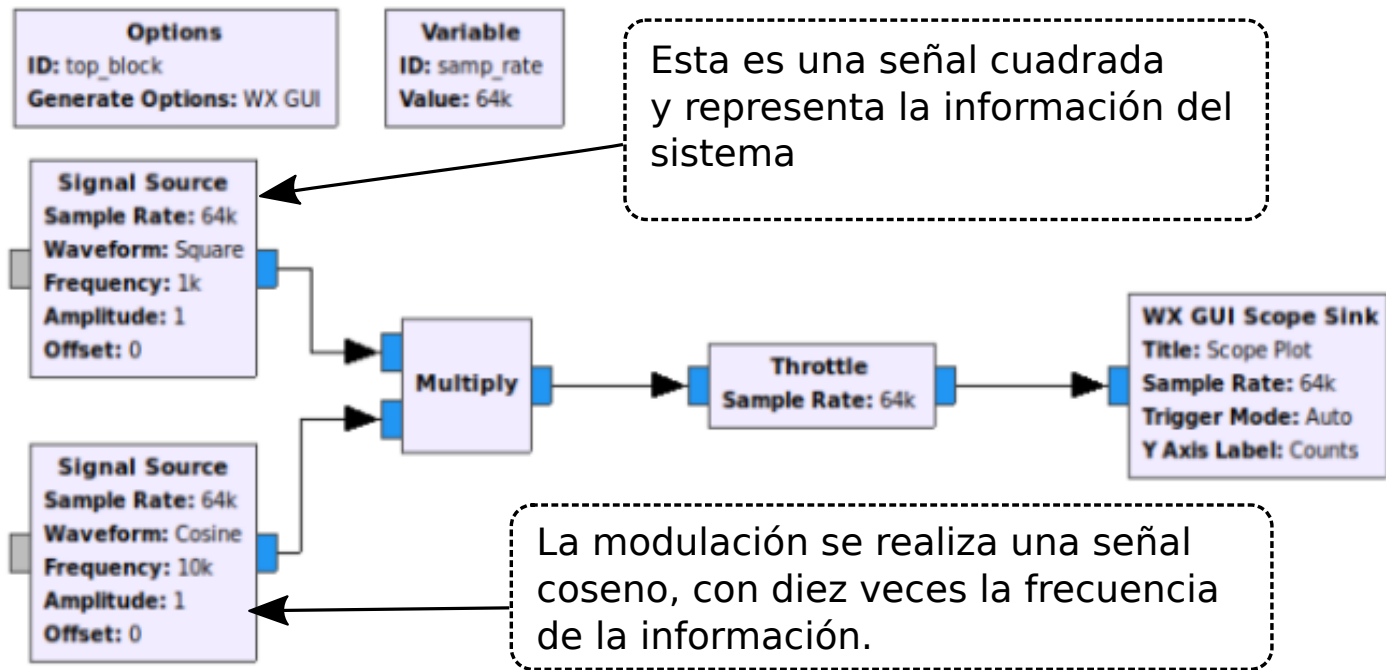 Options
ID: top_block
Generate Options: WX GUI
Variable
ID: samp_rate
Value: 64k
Esta es una señal cuadrada
y representa la información del
sistema
Signal Source
Sample Rate: 64k
Waveform: Square
Frequency: 1k
Amplitude: 1
Offset: 0
Multiply
Throttle
Sample Rate: 64k
WX GUI Scope Sink
Title: Scope Plot
Sample Rate: 64k
Trigger Mode: Auto
Y Axis Label: Counts
Signal Source
Sample Rate: 64k
Waveform: Cosine
Frequency: 10k
Amplitude: 1
Offset: 0
La modulación se realiza una señal
coseno, con diez veces la frecuencia
de la información.